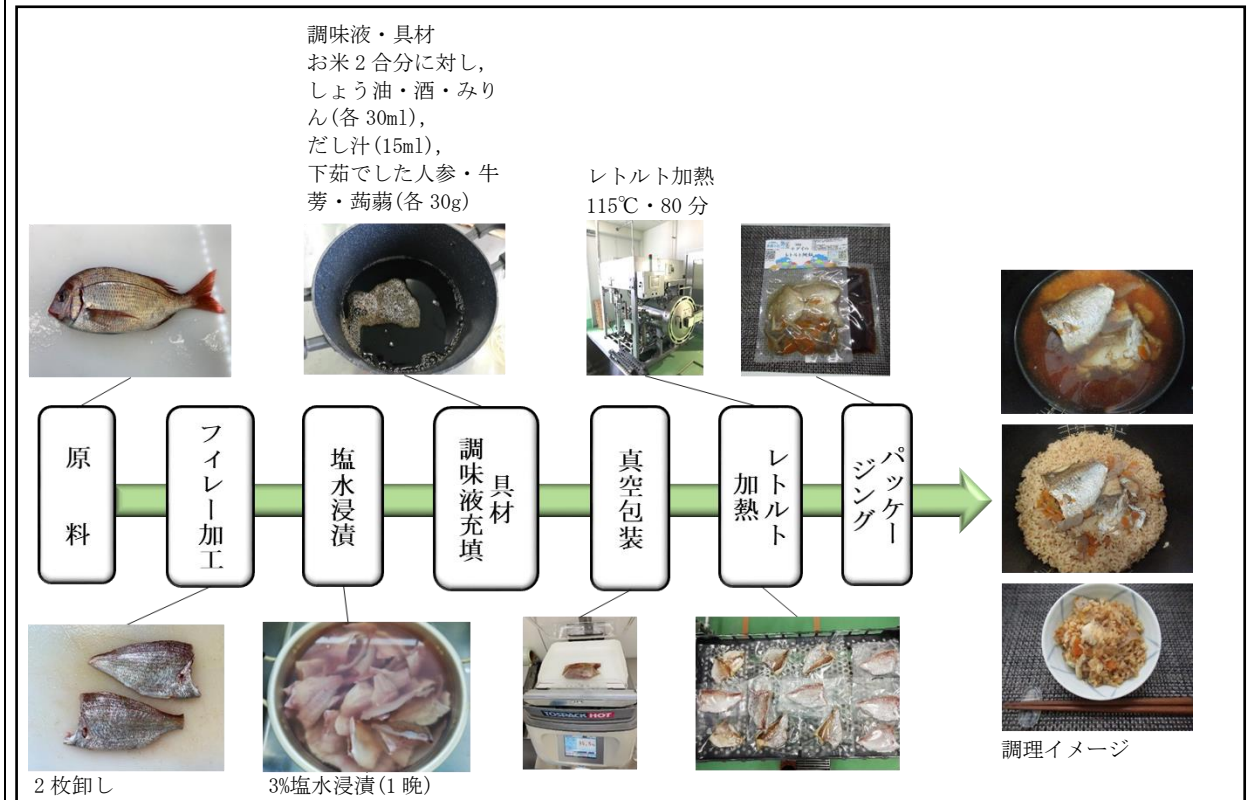 調味液・具材
お米2合分に対し,
しょう油・酒・みり
ん(各30ml),
だし汁(15ml),
下茹でした人参・牛
蒡・蒟蒻(各30g)
レトルト加熱
115℃・80分
原料
フィレー加工
塩水浸漬
具材
調味液充填
真空包装
レトルト
加熱
パッケー
ジング
TOSPACK HOT
2枚卸し
3%塩水浸漬(1晩)
調理イメージ